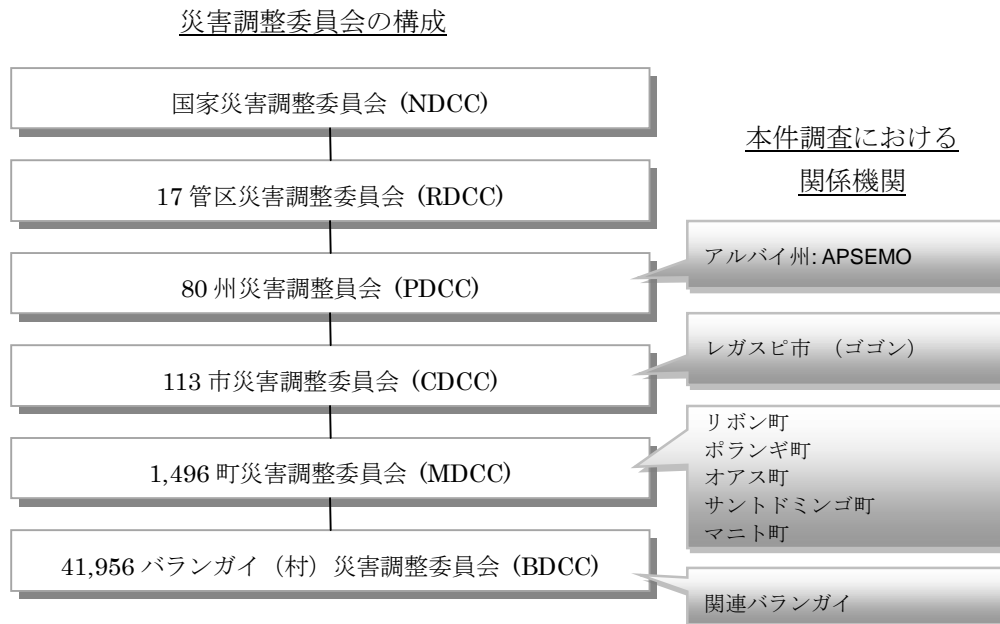 災害調整委員会の構成
国家災害調整委員会 (NDCC)
17 管区災害調整委員会 (RDCC)
80 州災害調整員会 (PDCC)
113 市災害調整委員会 (CDCC)
1,496 町災害調整委員会 (MDCC)
41,956 バランガイ（村）災害調整委員会 (BDCC)
本件調査における
関係機関
アルバイ州: APSEMO
レガスピ市　（ゴゴン）
リボン町
ポランギ町
オアス町
サントドミンゴ町
マニト町
関連バランガイ